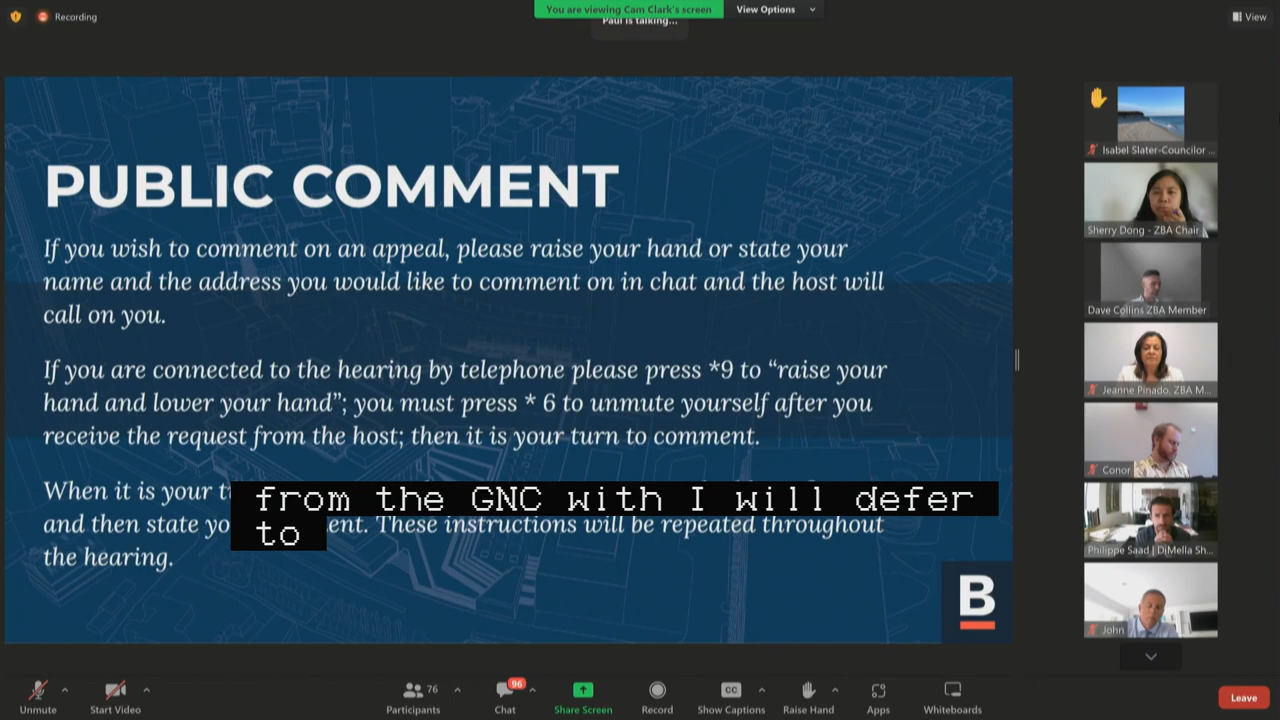 Recording
You are viewing Cam Clark's screen
View Options
Paul is talking...
View
PUBLIC COMMENT
If you wish to comment on an appeal, please raise your hand or state your
name and the address you would like to comment on in chat and the host will
call on you.
If you are connected to the hearing by telephone please press *9 to “raise your
hand and lower your hand”; you must press * 6 to unmute yourself after you
receive the request from the host; then it is your turn to comment.
When it is your
and then state ent. These instructions will be repeated throughout
the hearing.
from the GNC with I will defer
to
B
Isabel Slater-Councilor ...
Sherry Dong - ZBA Chair
Dave Collins ZBA Member
Jeanne Pinado, ZBA M...
Conor
Philippe Saad | DiMella Sh...
John
Unmute
Start Video
76
Participants
96
Chat
Share Screen
Record
CC
Show Captions
Raise Hand
Apps
Whiteboards
Leave